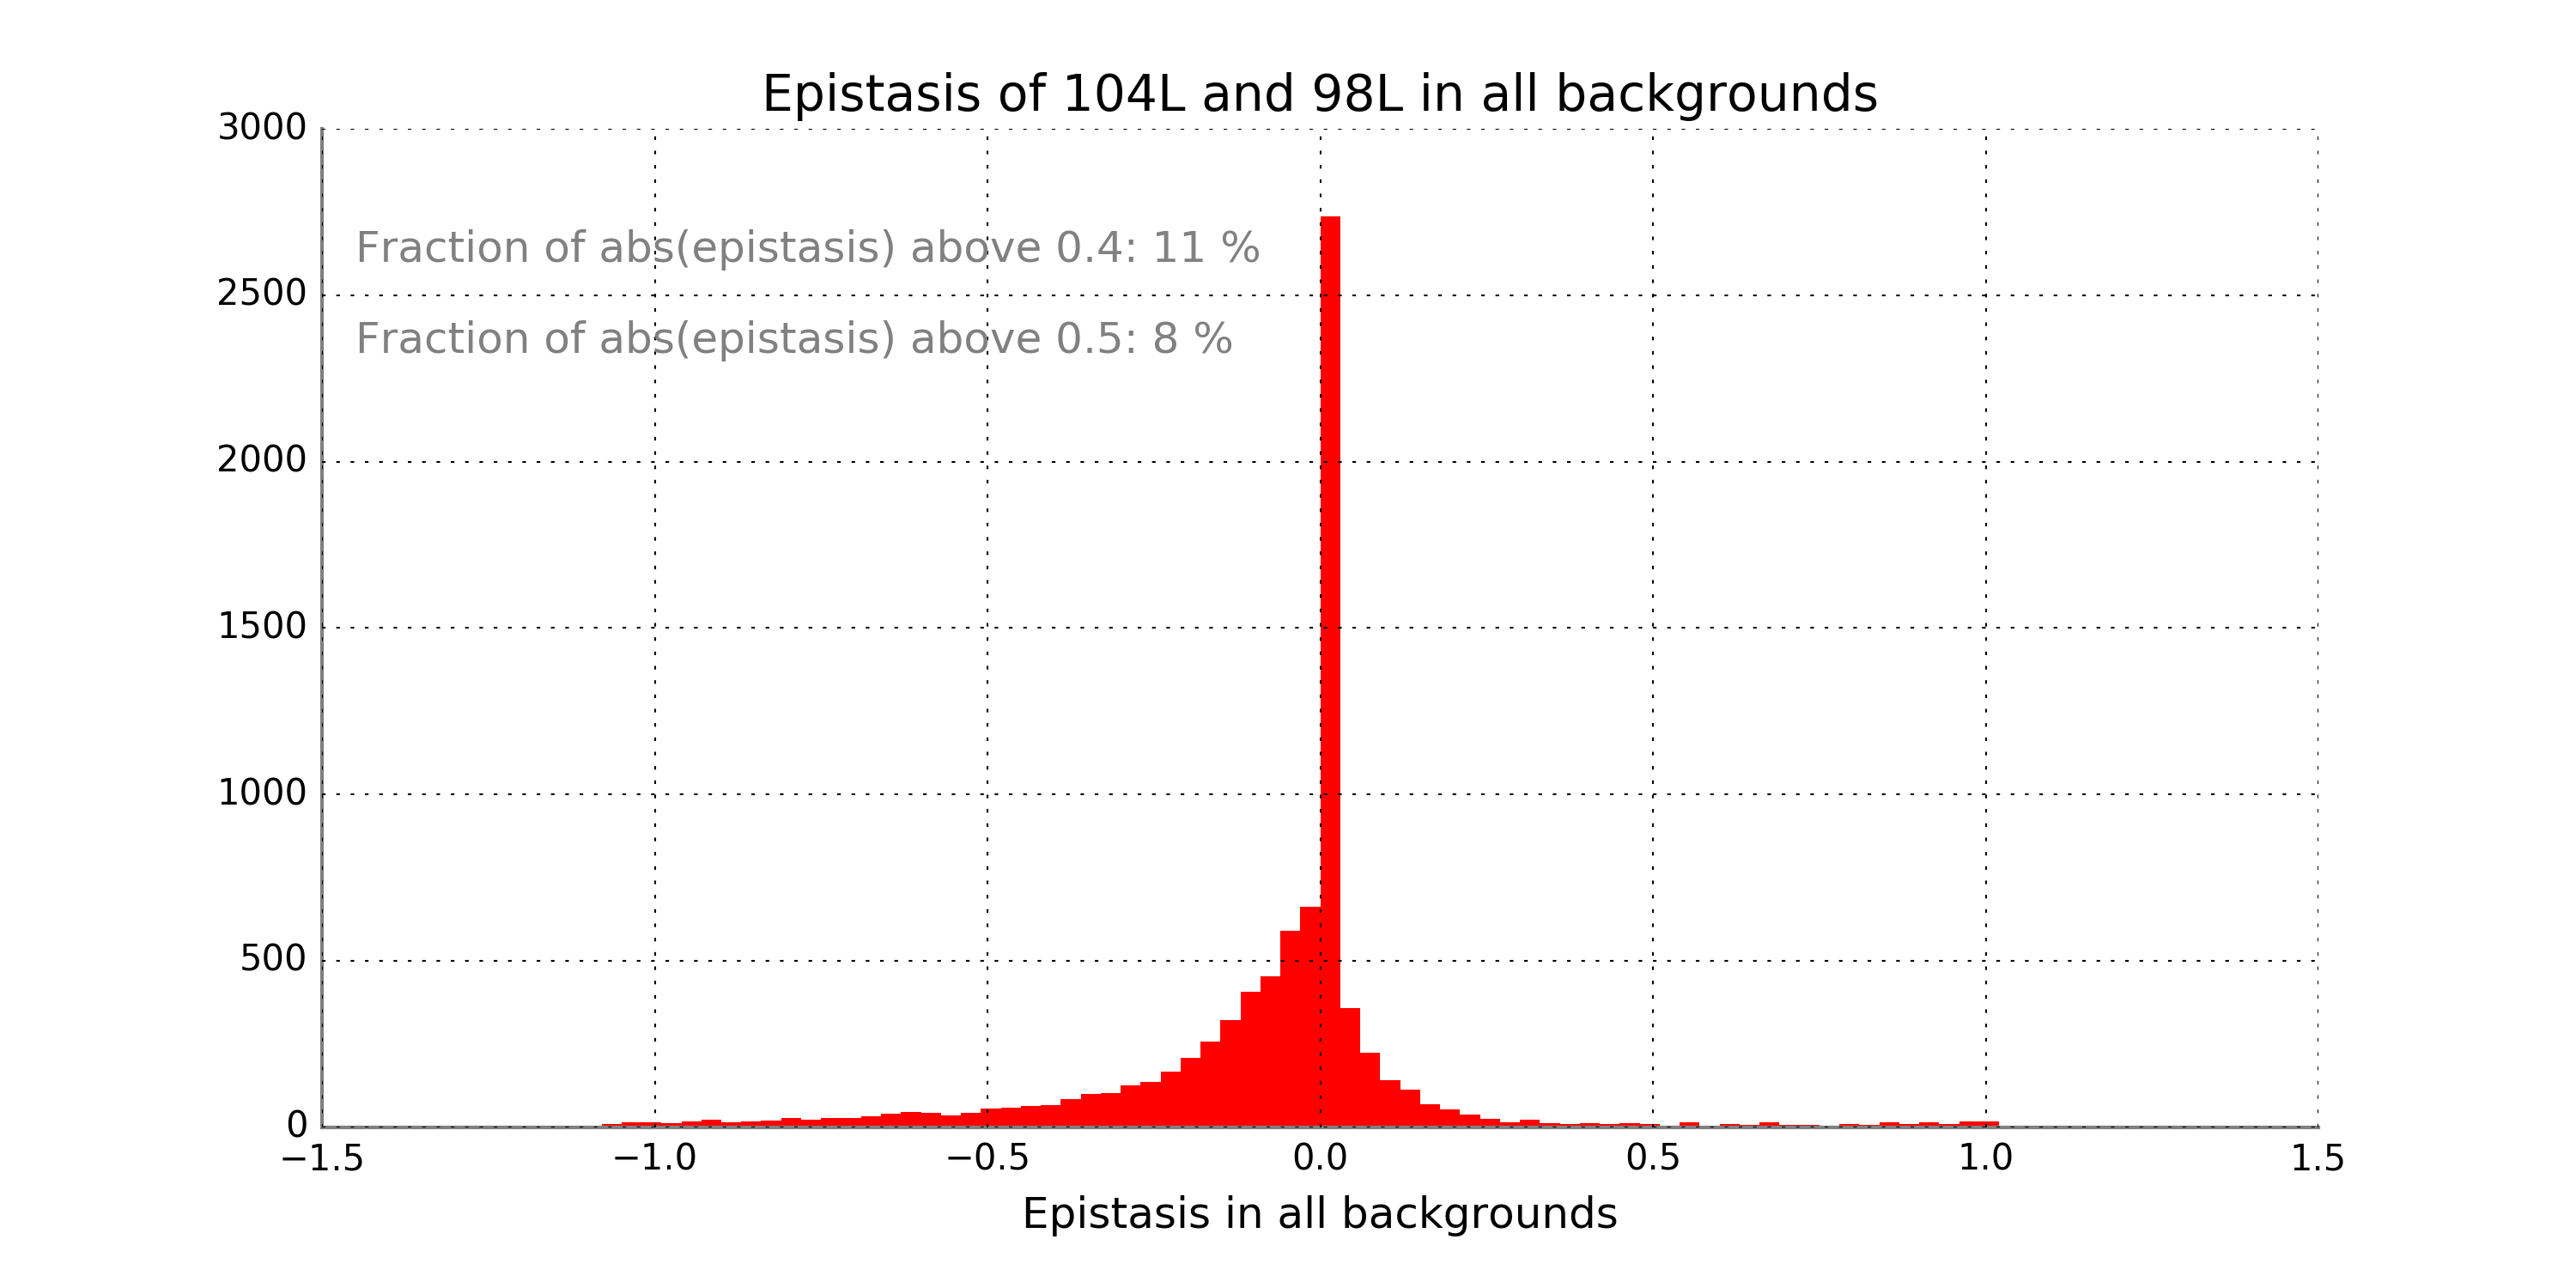 Epistasis of 104L and 98L in all backgrounds
3000
Fraction of abs(epistasis) above 0.4: 11 %
2500
Fraction of abs(epistasis) above 0.5: 8 %
2000
1500
1000
500
0
−1.5 −1.0 −0.5 0.0 0.5 1.0 1.5
Epistasis in all backgrounds